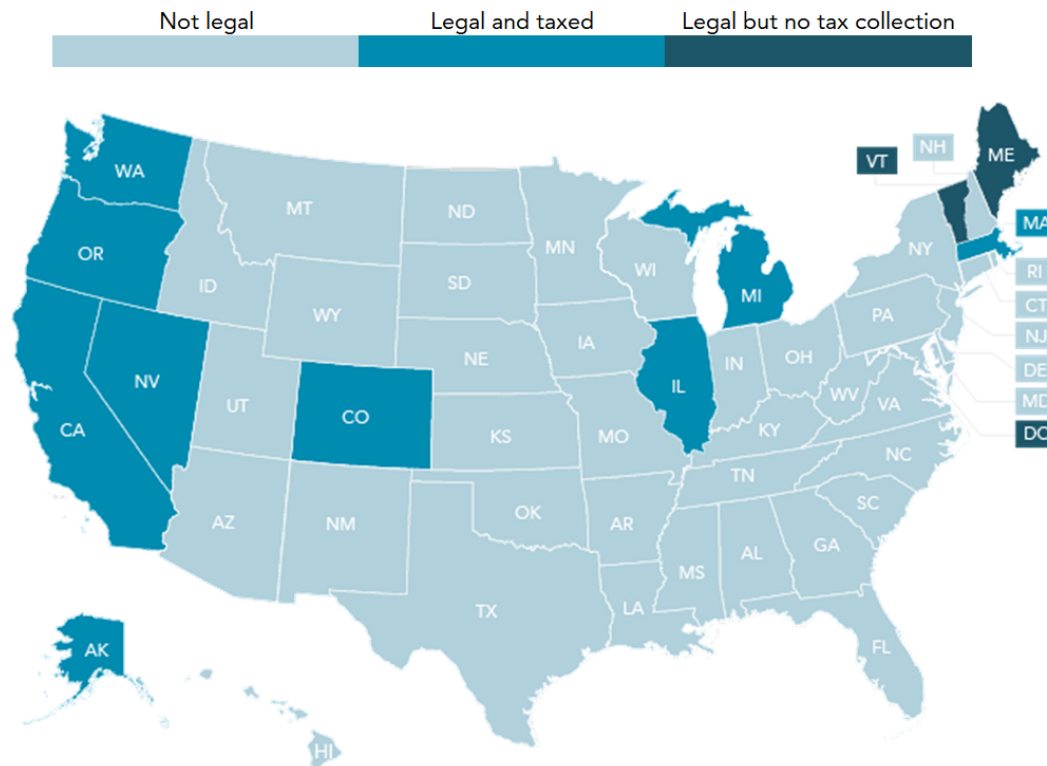 Not legal Legal and taxed Legal but no tax collection
WA
MT
ND
MN
VT
NH
ME
OR
ID
SD
WI
MI
NY
MA
WY
RI
CT
NV
NE
IA
PA
NJ
UT
CO
IL
IN
OH
DE
CA
KS
MO
WV
VA
MD
KY
DC
AZ
NM
OK
AR
TN
NC
SC
TX
MS
AL
GA
LA
AK
FL
HI